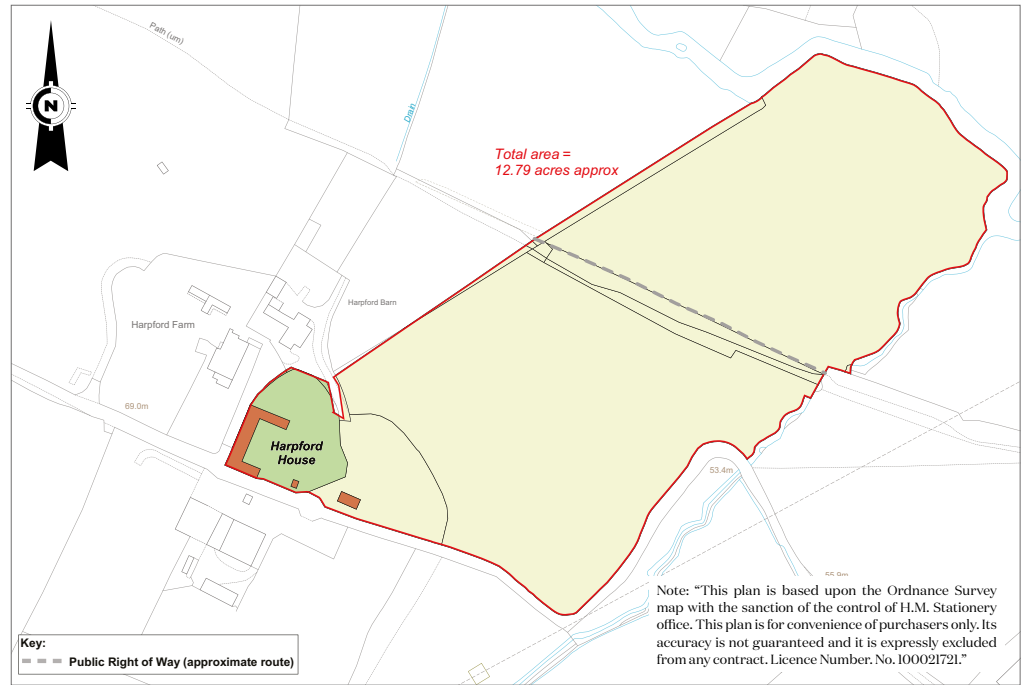 Path (um)
N
Drain
Total area =
12.79 acres approx
Harpford Barn
Harpford Farm
69.0m
Harpford
House
53.4m
55.9m
Note: “This plan is based upon the Ordnance Survey
map with the sanction of the control of H.M. Stationery
office. This plan is for convenience of purchasers only. Its
accuracy is not guaranteed and it is expressly excluded
from any contract. Licence Number. No. 100021721.”
Key:
Public Right of Way (approximate route)